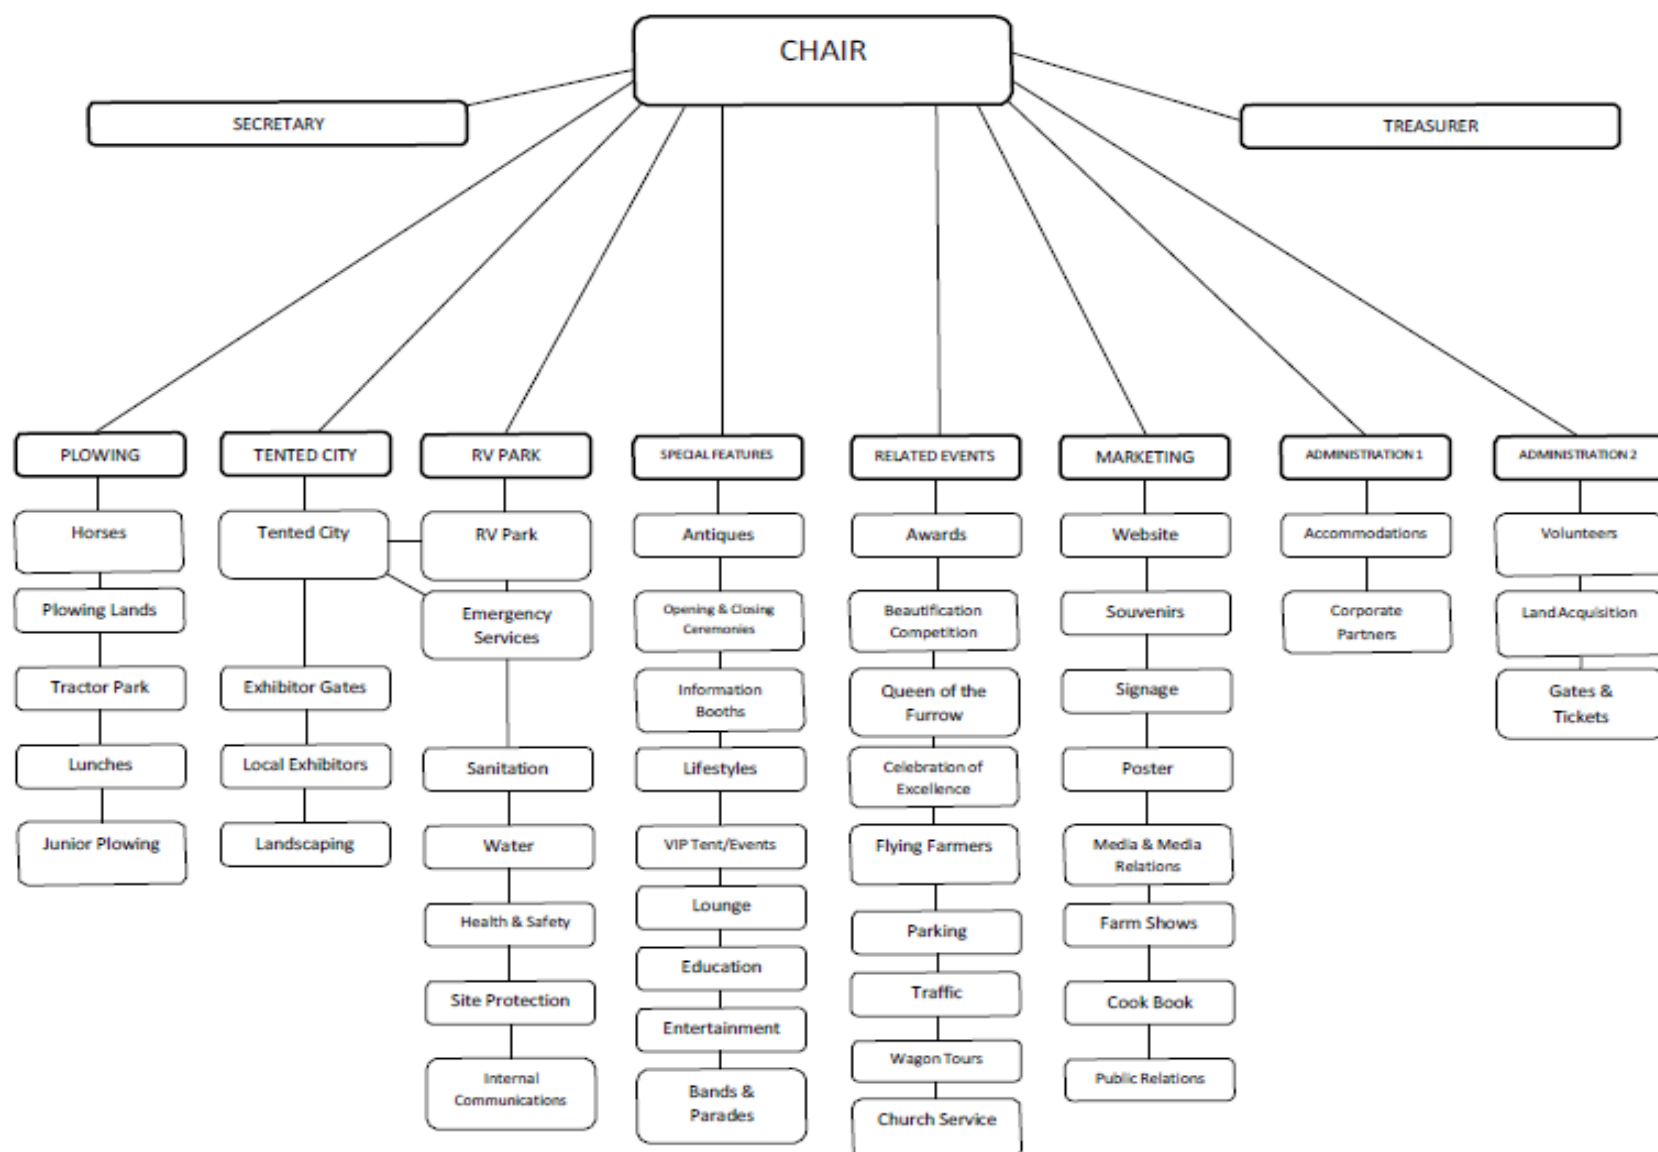 CHAIR
SECRETARY
TREASURER
PLOWING
TENTED CITY
RV PARK
SPECIAL FEATURES
RELATED EVENTS
MARKETING
ADMINISTRATION 1
ADMINISTRATION 2
Horses
Plowing Lands
Tractor Park
Lunches
Junior Plowing
Tented City
Exhibitor Gates
Local Exhibitors
Landscaping
RV Park
Emergency
Services
Sanitation
Water
Health & Safety
Site Protection
Internal
Communications
Antiques
Opening & Closing
Ceremonies
Information
Booths
Lifestyles
VIP Tent/Events
Lounge
Education
Entertainment
Bands &
Parades
Awards
Beautification
Competition
Queen of the
Furrow
Celebration of
Excellence
Flying Farmers
Parking
Traffic
Wagon Tours
Church Service
Website
Souvenirs
Signage
Poster
Media & Media
Relations
Farm Shows
Cook Book
Public Relations
Accommodations
Corporate
Partners
Volunteers
Land Acquisition
Gates &
Tickets